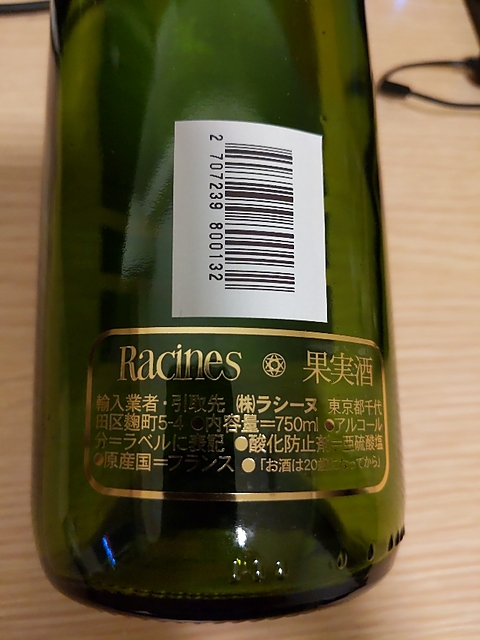 2 707239 800132
Racines 果実酒
輸入業者・引取先 ㈱ラシーヌ 東京都千代
田区麹町5-4 ●内容量=750ml ●アルコール
分=ラベルに表記 ●酸化防止剤=亜硫酸塩
●原産国=フランス ●「お酒は20歳になってから」